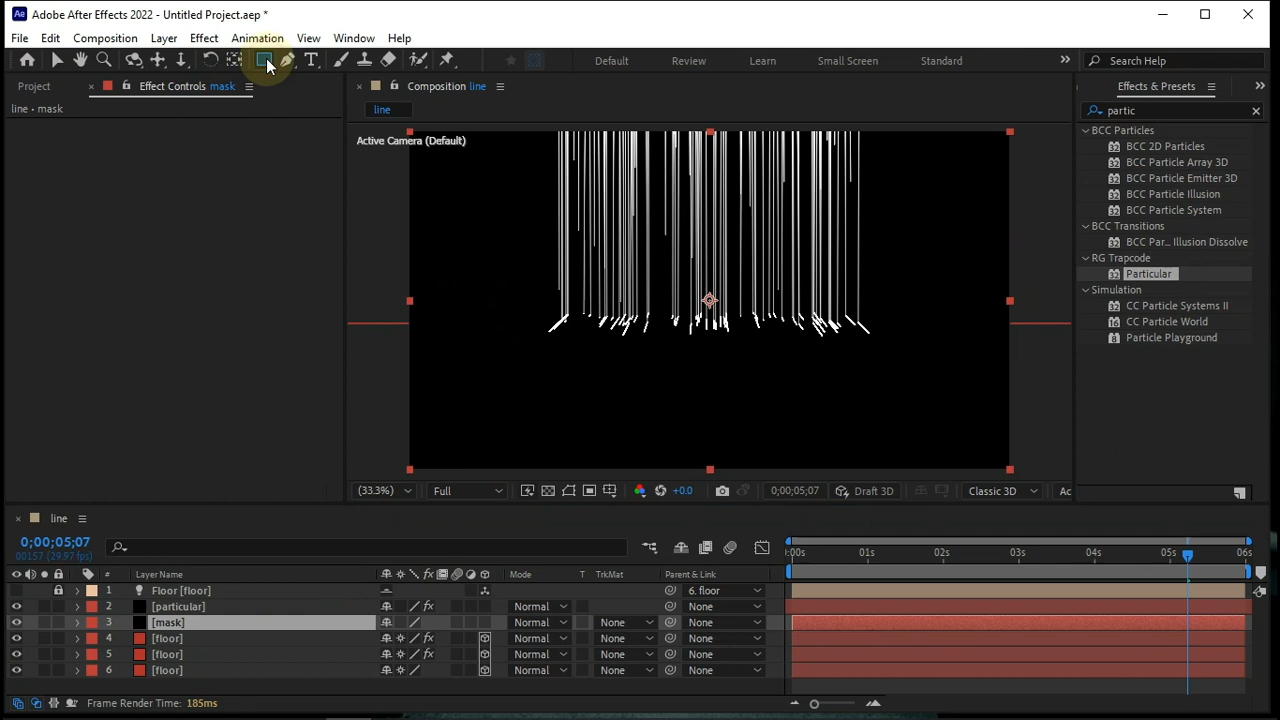 Adobe After Effects 2022 - Untitled Project.aep *
File Edit Composition Layer Effect Animation View Window Help
Default Review Learn Small Screen Standard Search Help
Project Effect Controls mask Composition line Effects & Presets
line • mask
line
partic
Active Camera (Default)
BCC Particles
BCC 2D Particles
BCC Particle Array 3D
BCC Particle Emitter 3D
BCC Particle Illusion
BCC Particle System
BCC Transitions
BCC Par... Illusion Dissolve
RG Trapcode
Particular
Simulation
CC Particle Systems II
CC Particle World
Particle Playground
(33.3%) Full +0.0 0;00;05;07 Draft 3D Classic 3D Ac
line
0;00;05;07
00157 (29.97 fps)
:00s 01s 02s 03s 04s 05s 06s
# Layer Name Mode T TrkMat Parent & Link
1 Floor [floor] 6. floor
2 [particular] Normal None
3 [mask] Normal None None
4 [floor] Normal None None
5 [floor] Normal None None
6 [floor] Normal None None
Frame Render Time: 185ms